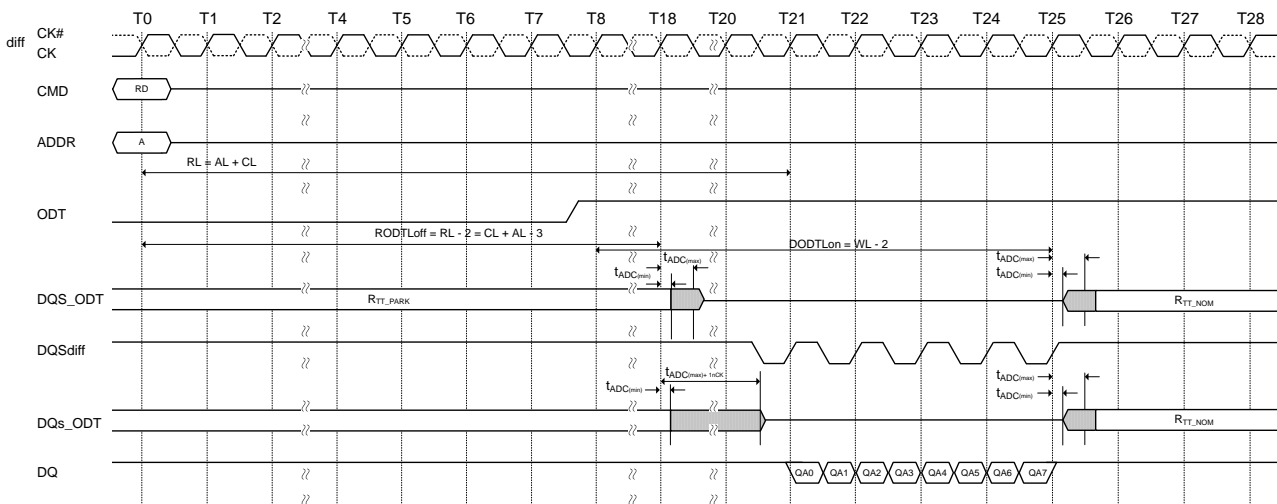 T0 T1 T2 T4 T5 T6 T7 T8 T18 T20 T21 T22 T23 T24 T25 T26 T27 T28
diff CK#
CK
CMD RD
ADDR A
RL = AL + CL
ODT
RODTLoff = RL - 2 = CL + AL - 3
DODTLon = WL - 2
tADC(max) tADC(max)
tADC(min) tADC(min)
DQS_ODT RTT_PARK RTT_NOM
DQSdiff
tADC(max)+ 1nCK tADC(max)
tADC(min) tADC(min)
DQs_ODT RTT_NOM
DQ QA0 QA1 QA2 QA3 QA4 QA5 QA6 QA7